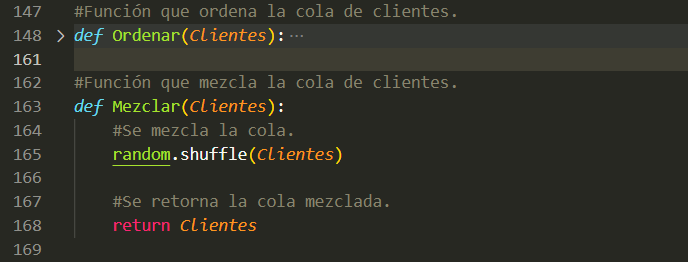 147 #Función que ordena la cola de clientes.
148 > def Ordenar(Clientes): ···
161
162 #Función que mezcla la cola de clientes.
163 def Mezclar(Clientes):
164 #Se mezcla la cola.
165 random.shuffle(Clientes)
166
167 #Se retorna la cola mezclada.
168 return Clientes
169